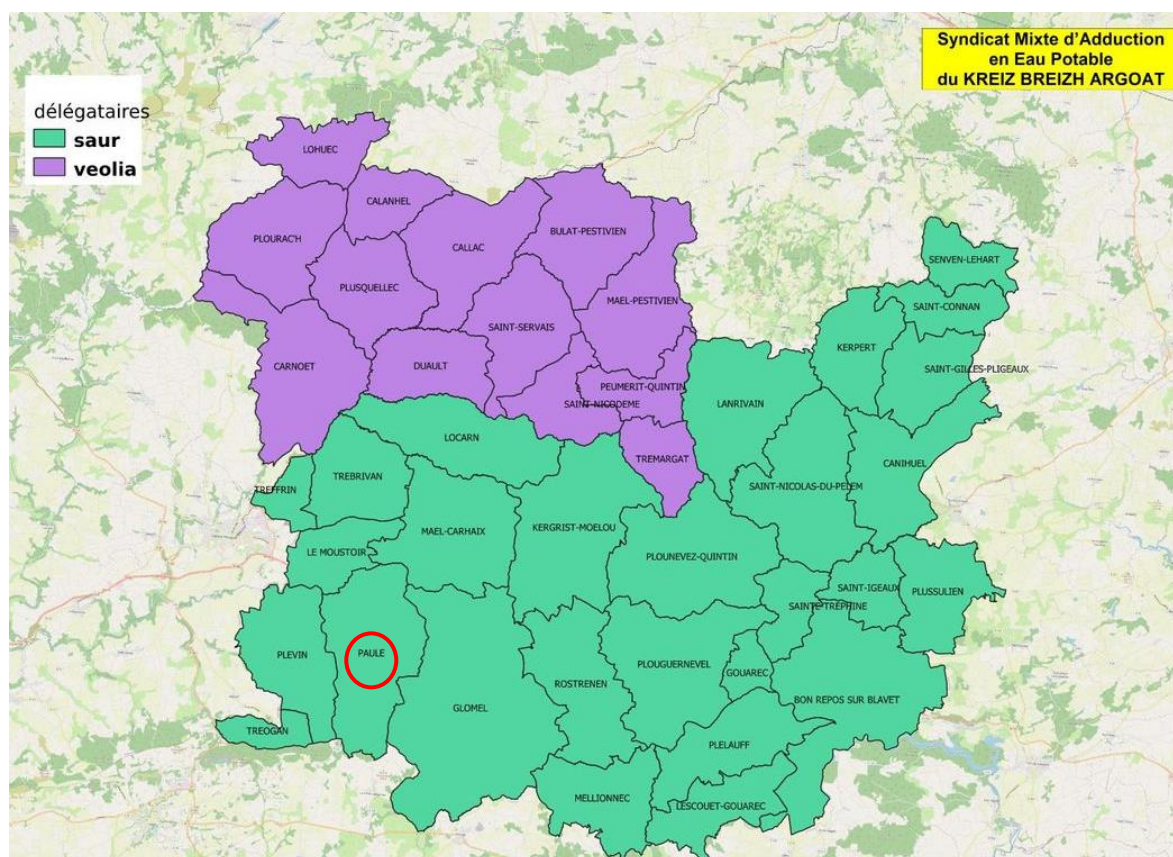 Syndicat Mixte d'Adduction
en Eau Potable
du KREIZ BREIZH ARGOAT
délégataires
saur
veolia
LOHUEC
CALANHEL
PLOURAC'H
CALLAC
BULAT-PESTIVIEN
PLUSQUELLEC
SENVEN-LEHART
MAEL-PESTIVIEN
SAINT-CONNAN
SAINT-SERVAIS
KERPERT
CARNOET
DUAULT
SAINT-GILLES-PLIGEAUX
PEUMERIT-QUINTIN
SAINT-NICODEME
LANRIVAIN
LOCARN
TREMARGAT
CANIHUEL
TREBRIVAN
SAINT-NICOLAS-DU-PELEM
TREFFRIN
MAEL-CARHAIX
KERGRIST-MOELOU
LE MOUSTOIR
PLOUNEVEZ-QUINTIN
SAINT-IGEAUX
PLUSSULIEN
SAINTE-TREPHINE
PLEVIN
PAULE
PLOUGUERNEVEL
GOUAREC
ROSTRENEN
BON REPOS SUR BLAVET
GLOMEL
TREOGAN
PLELAUFF
MELLIONNEC
LESCOUET-GOUAREC